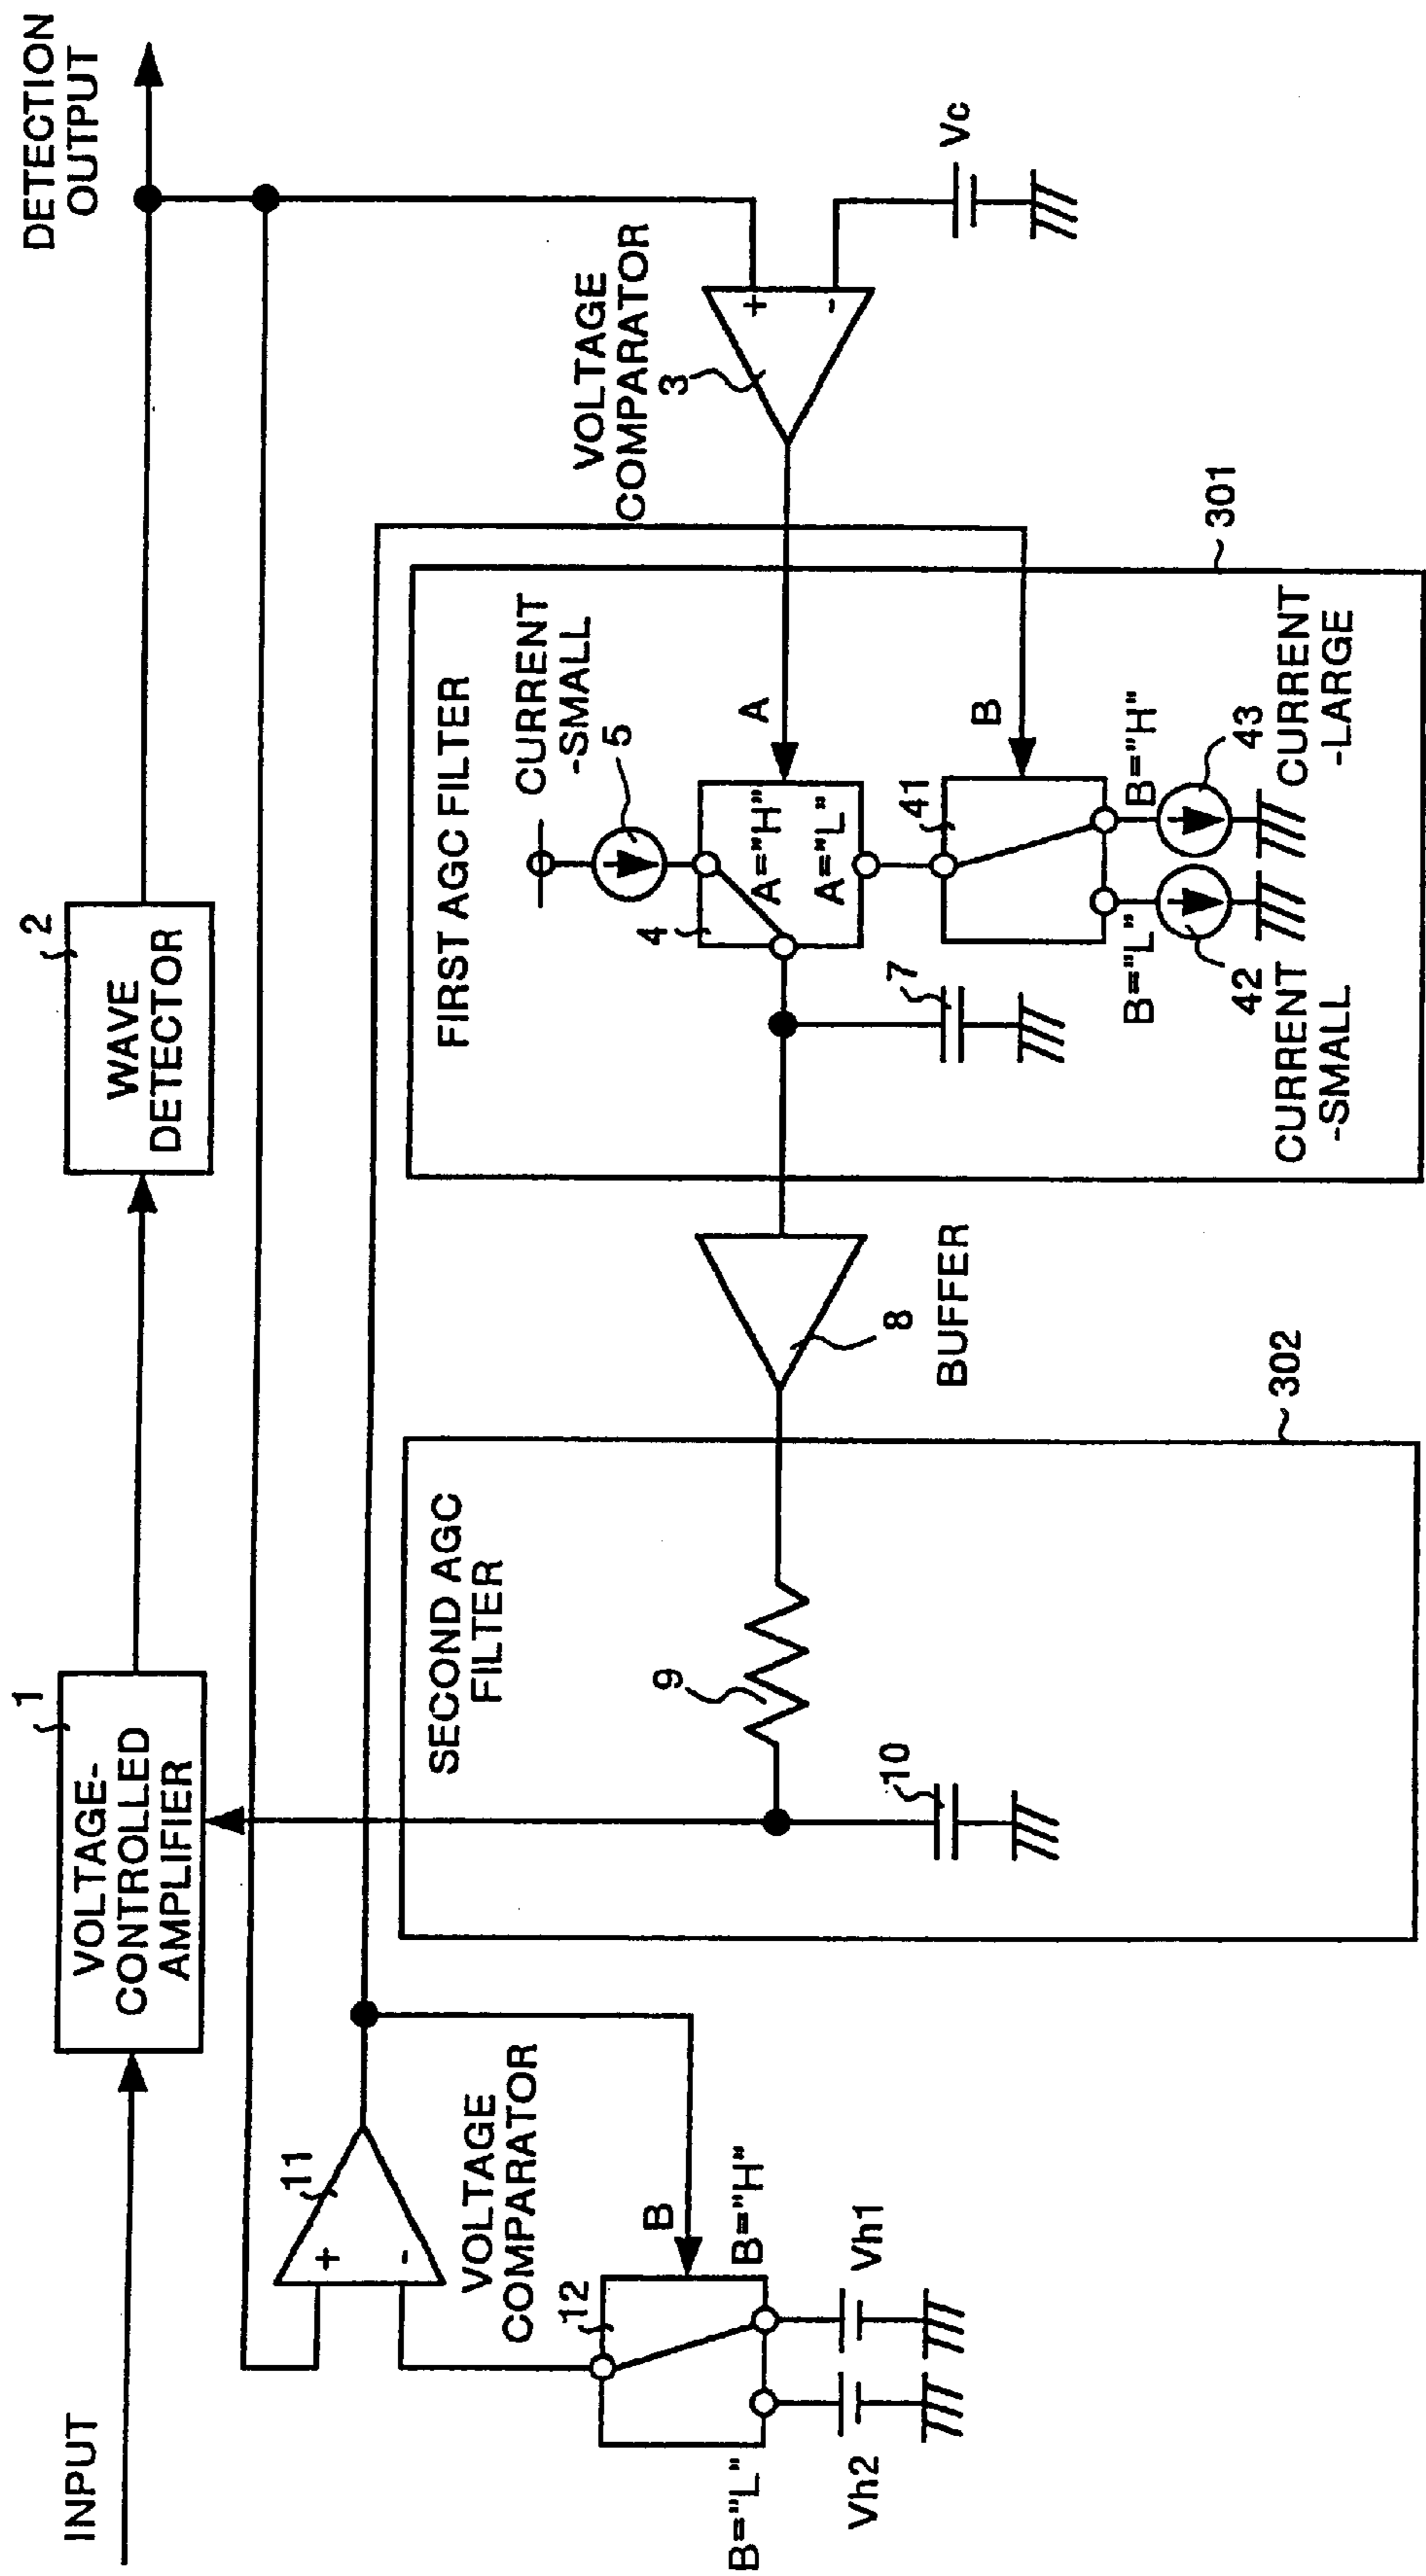 INPUT
1
VOLTAGE-
CONTROLLED
AMPLIFIER
2
WAVE
DETECTOR
DETECTION
OUTPUT
11
+
-
VOLTAGE
COMPARATOR
B
12
B="L"
B="H"
Vh2
Vh1
SECOND AGC
FILTER
9
10
302
8
BUFFER
FIRST AGC FILTER
CURRENT
-SMALL
5
4
A="H"
A="L"
A
7
41
B
B="L"
B="H"
42
43
CURRENT
-SMALL
CURRENT
-LARGE
301
VOLTAGE
COMPARATOR
3
+
-
Vc